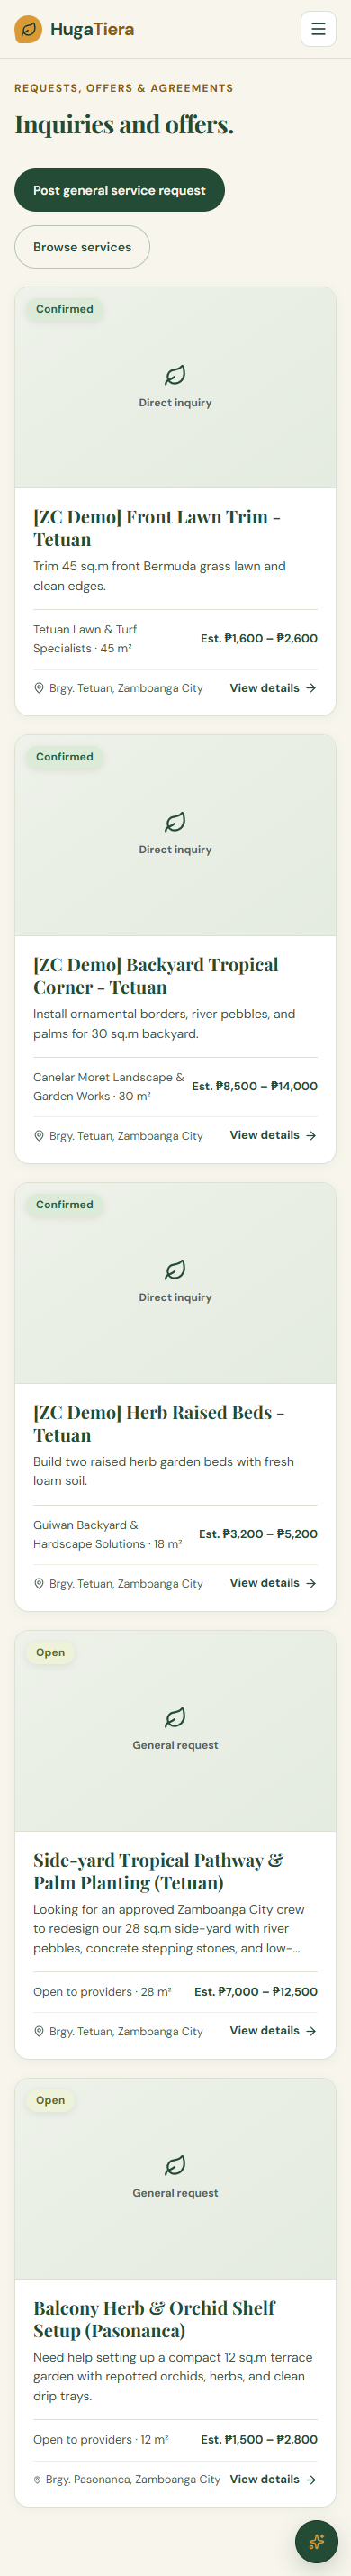 HugaTiera
REQUESTS, OFFERS & AGREEMENTS
Inquiries and offers.
Post general service request
Browse services
Confirmed
Direct inquiry
[ZC Demo] Front Lawn Trim -
Tetuan
Trim 45 sq.m front Bermuda grass lawn and
clean edges.
Tetuan Lawn & Turf
Specialists · 45 m²
Est. ₱1,600 – ₱2,600
Brgy. Tetuan, Zamboanga City
View details →
Confirmed
Direct inquiry
[ZC Demo] Backyard Tropical
Corner - Tetuan
Install ornamental borders, river pebbles, and
palms for 30 sq.m backyard.
Canelar Moret Landscape &
Garden Works · 30 m²
Est. ₱8,500 – ₱14,000
Brgy. Tetuan, Zamboanga City
View details →
Confirmed
Direct inquiry
[ZC Demo] Herb Raised Beds -
Tetuan
Build two raised herb garden beds with fresh
loam soil.
Guiwan Backyard &
Hardscape Solutions · 18 m²
Est. ₱3,200 – ₱5,200
Brgy. Tetuan, Zamboanga City
View details →
Open
General request
Side-yard Tropical Pathway &
Palm Planting (Tetuan)
Looking for an approved Zamboanga City crew
to redesign our 28 sq.m side-yard with river
pebbles, concrete stepping stones, and low-...
Open to providers · 28 m²
Est. ₱7,000 – ₱12,500
Brgy. Tetuan, Zamboanga City
View details →
Open
General request
Balcony Herb & Orchid Shelf
Setup (Pasonanca)
Need help setting up a compact 12 sq.m terrace
garden with repotted orchids, herbs, and clean
drip trays.
Open to providers · 12 m²
Est. ₱1,500 – ₱2,800
Brgy. Pasonanca, Zamboanga City
View details →